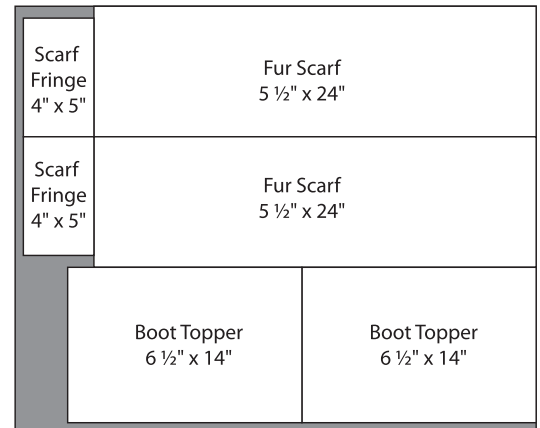 Scarf
Fringe
4" x 5"
Fur Scarf
5 ½" x 24"
Scarf
Fringe
4" x 5"
Fur Scarf
5 ½" x 24"
Boot Topper
6 ½" x 14"
Boot Topper
6 ½" x 14"